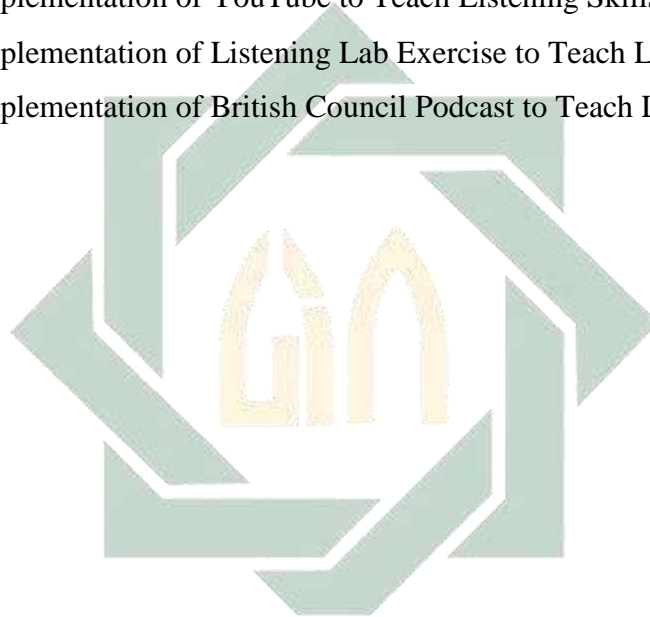 plementation of YouTube to Teach Listening Skills
plementation of Listening Lab Exercise to Teach L
plementation of British Council Podcast to Teach L